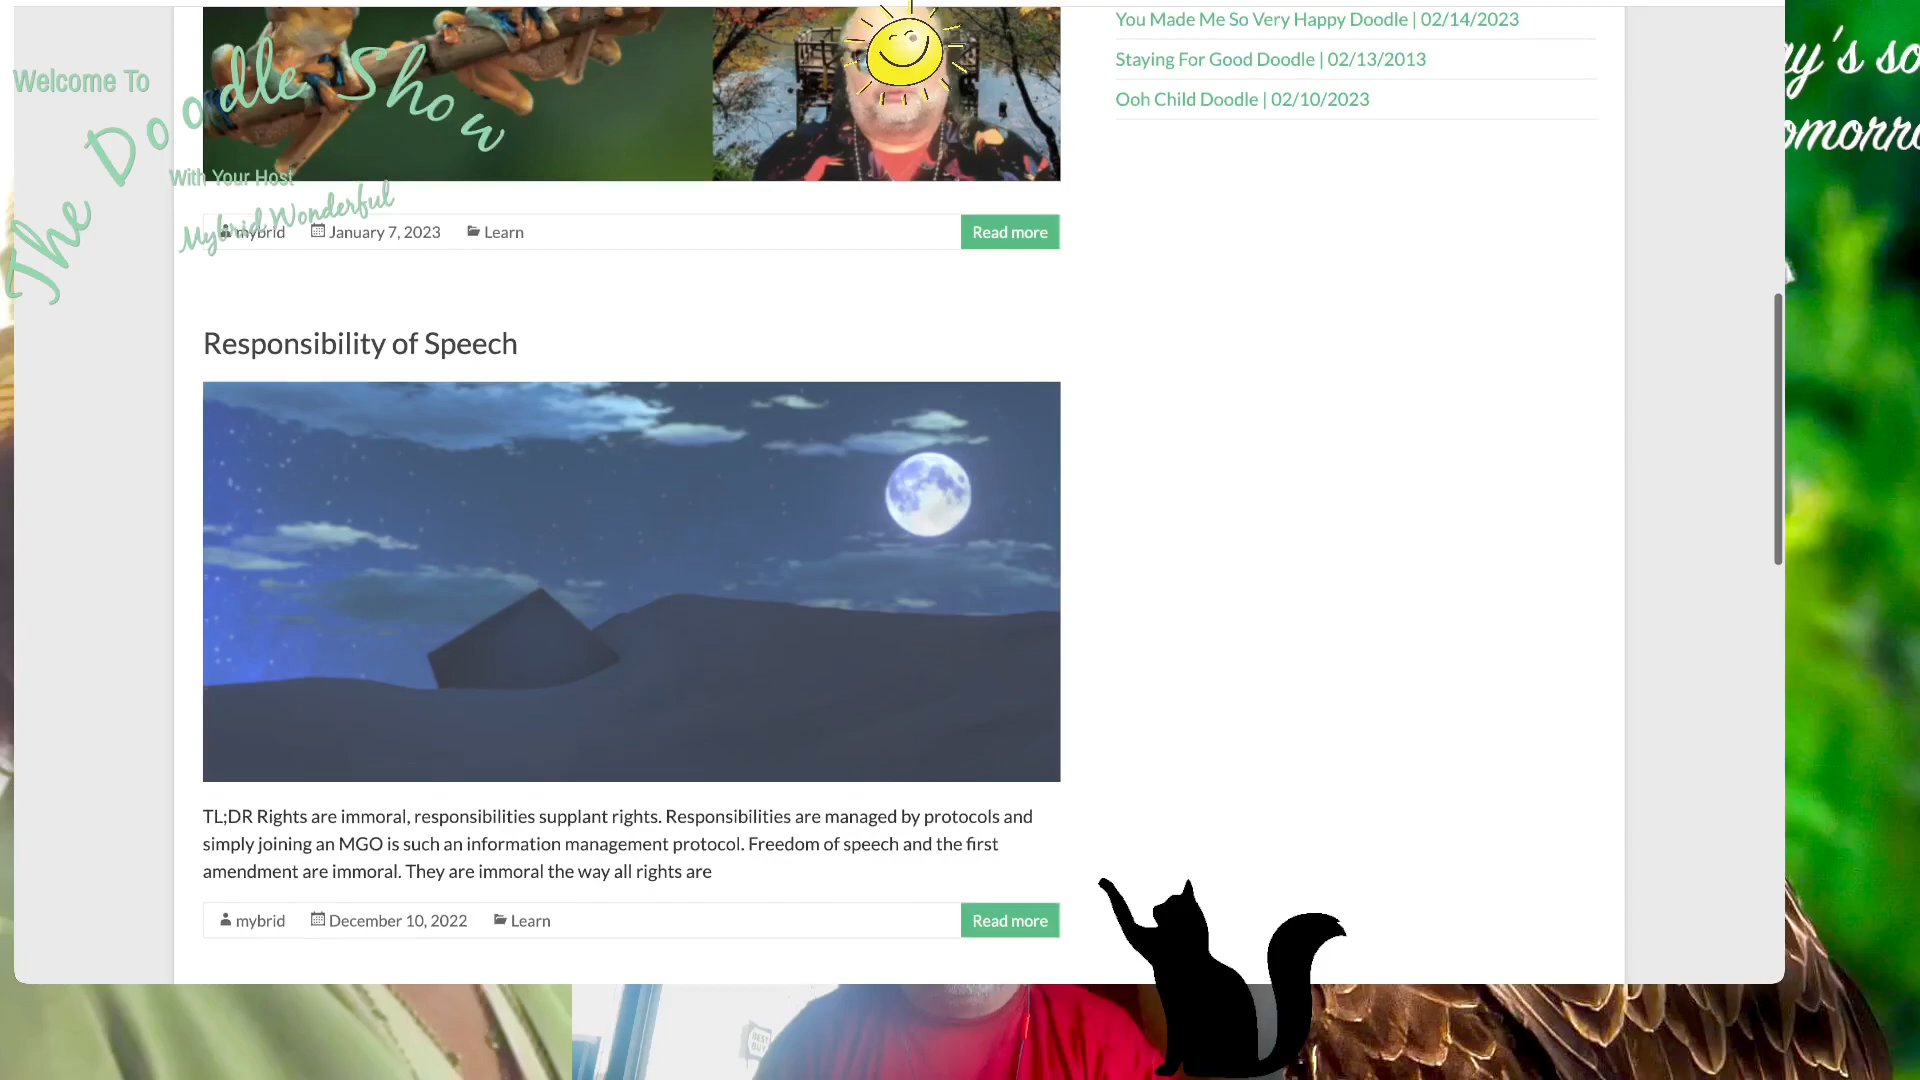 Welcome To
The Doodle Show
With Your Host
Mybrid Wonderful
You Made Me So Very Happy Doodle | 02/14/2023
Staying For Good Doodle | 02/13/2013
Ooh Child Doodle | 02/10/2023
mybrid January 7, 2023 Learn Read more
Responsibility of Speech
TL;DR Rights are immoral, responsibilities supplant rights. Responsibilities are managed by protocols and
simply joining an MGO is such an information management protocol. Freedom of speech and the first
amendment are immoral. They are immoral the way all rights are
mybrid December 10, 2022 Learn Read more
BEST
BUY